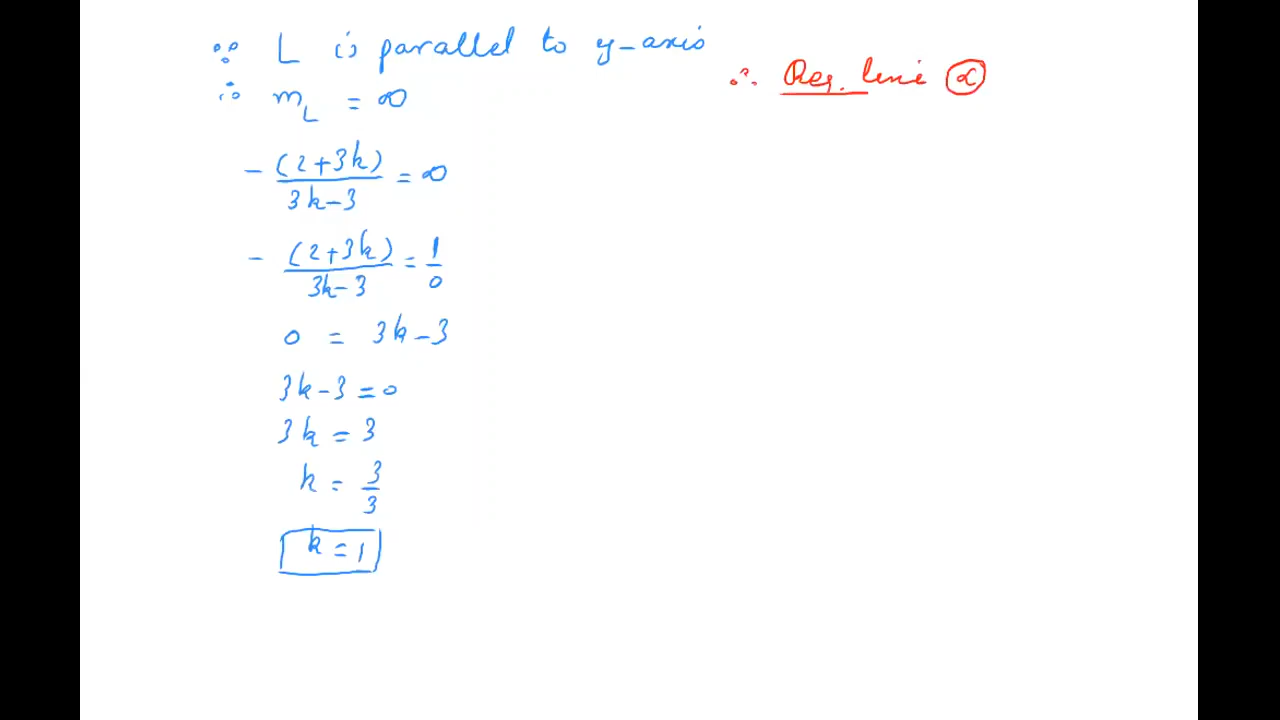 ∵ L is parallel to y-axis
∴ m_L = ∞
- (2+3k)/(3k-3) = ∞
- (2+3k)/(3k-3) = 1/0
0 = 3k-3
3k-3 = 0
3k = 3
k = 3/3
k = 1
∴ Req. line ∝